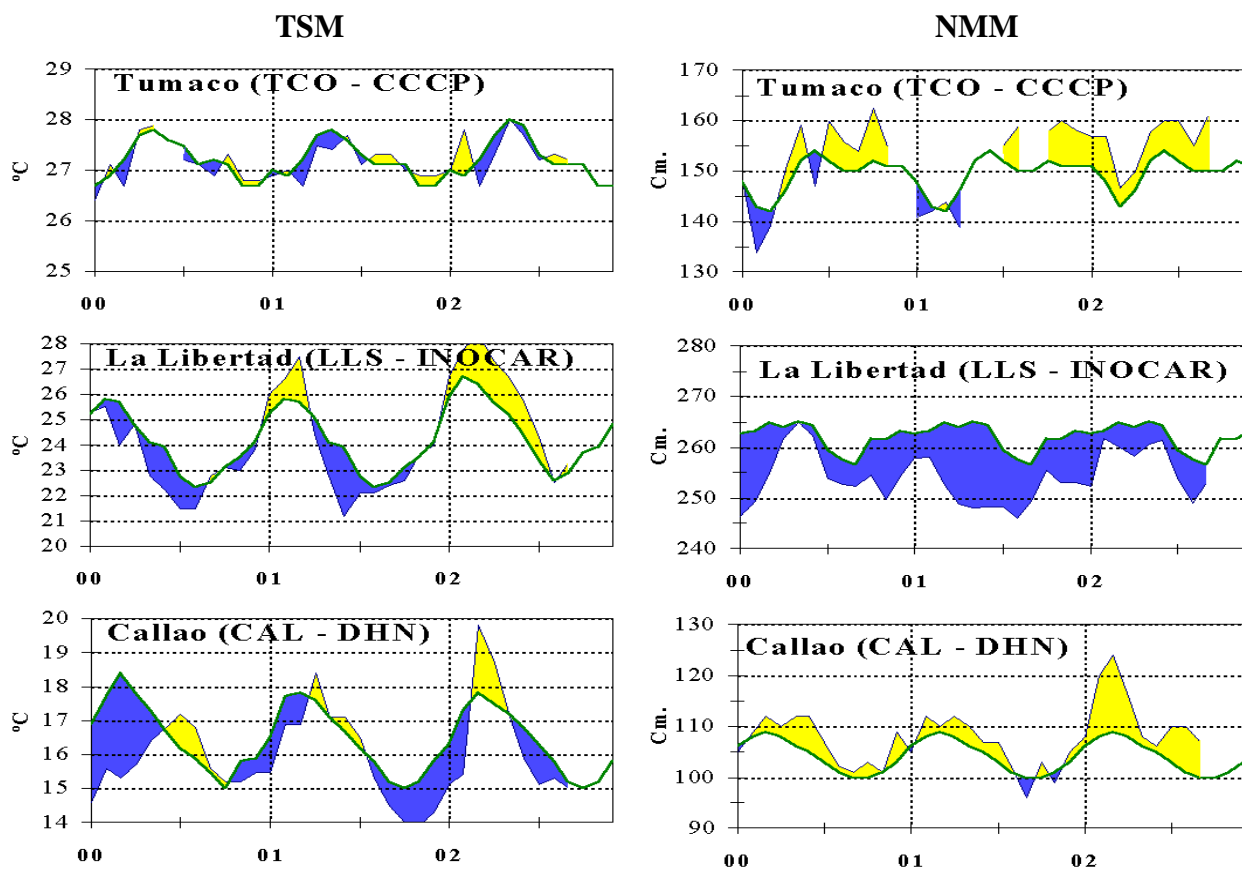 TSM
NMM
Tumaco (TCO - CCCP)
ºC
29
28
27
26
25
00 01 02
Tumaco (TCO - CCCP)
Cm.
170
160
150
140
130
00 01 02
La Libertad (LLS - INOCAR)
ºC
28
27
26
25
24
23
22
21
20
00 01 02
La Libertad (LLS - INOCAR)
Cm.
280
270
260
250
240
00 01 02
Callao (CAL - DHN)
ºC
20
19
18
17
16
15
14
00 01 02
Callao (CAL - DHN)
Cm.
130
120
110
100
90
00 01 02